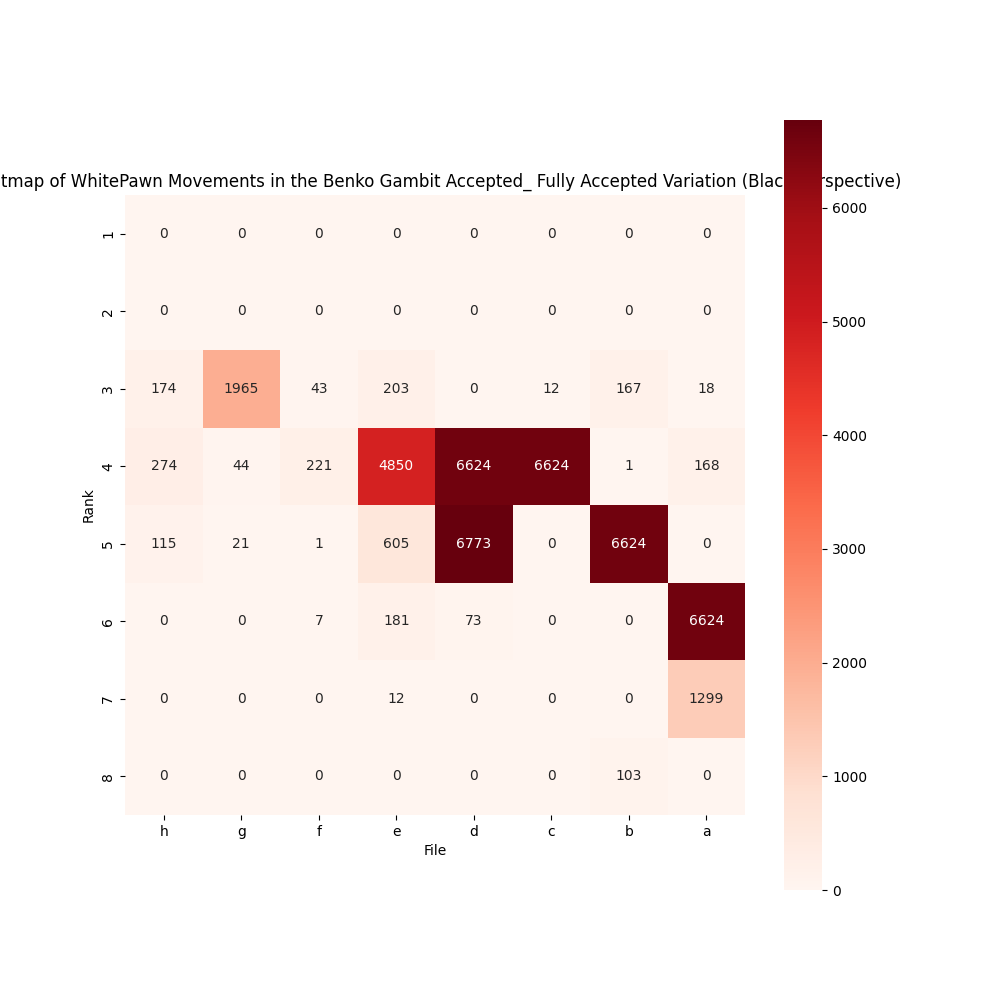 tmap of WhitePawn Movements in the Benko Gambit Accepted_ Fully Accepted Variation (Blac rspective)
1 0 0 0 0 0 0 0 0
2 0 0 0 0 0 0 0 0
3 174 1965 43 203 0 12 167 18
4 274 44 221 4850 6624 6624 1 168
5 115 21 1 605 6773 0 6624 0
6 0 0 7 181 73 0 0 6624
7 0 0 0 12 0 0 0 1299
8 0 0 0 0 0 0 103 0
h g f e d c b a
File
Rank
6000
5000
4000
3000
2000
1000
0